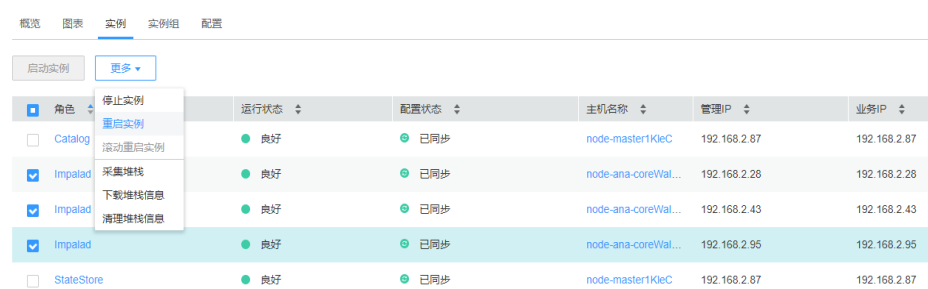 概览 图表 实例 实例组 配置
启动实例 更多
角色 运行状态 配置状态 主机名称 管理IP 业务IP
停止实例
重启实例
滚动重启实例
采集堆栈
下载堆栈信息
清理堆栈信息
Catalog 良好 已同步 node-master1KleC 192.168.2.87 192.168.2.87
Impalad 良好 已同步 node-ana-coreWal... 192.168.2.28 192.168.2.28
Impalad 良好 已同步 node-ana-coreWal... 192.168.2.43 192.168.2.43
Impalad 良好 已同步 node-ana-coreWal... 192.168.2.95 192.168.2.95
StateStore 良好 已同步 node-master1KleC 192.168.2.87 192.168.2.87